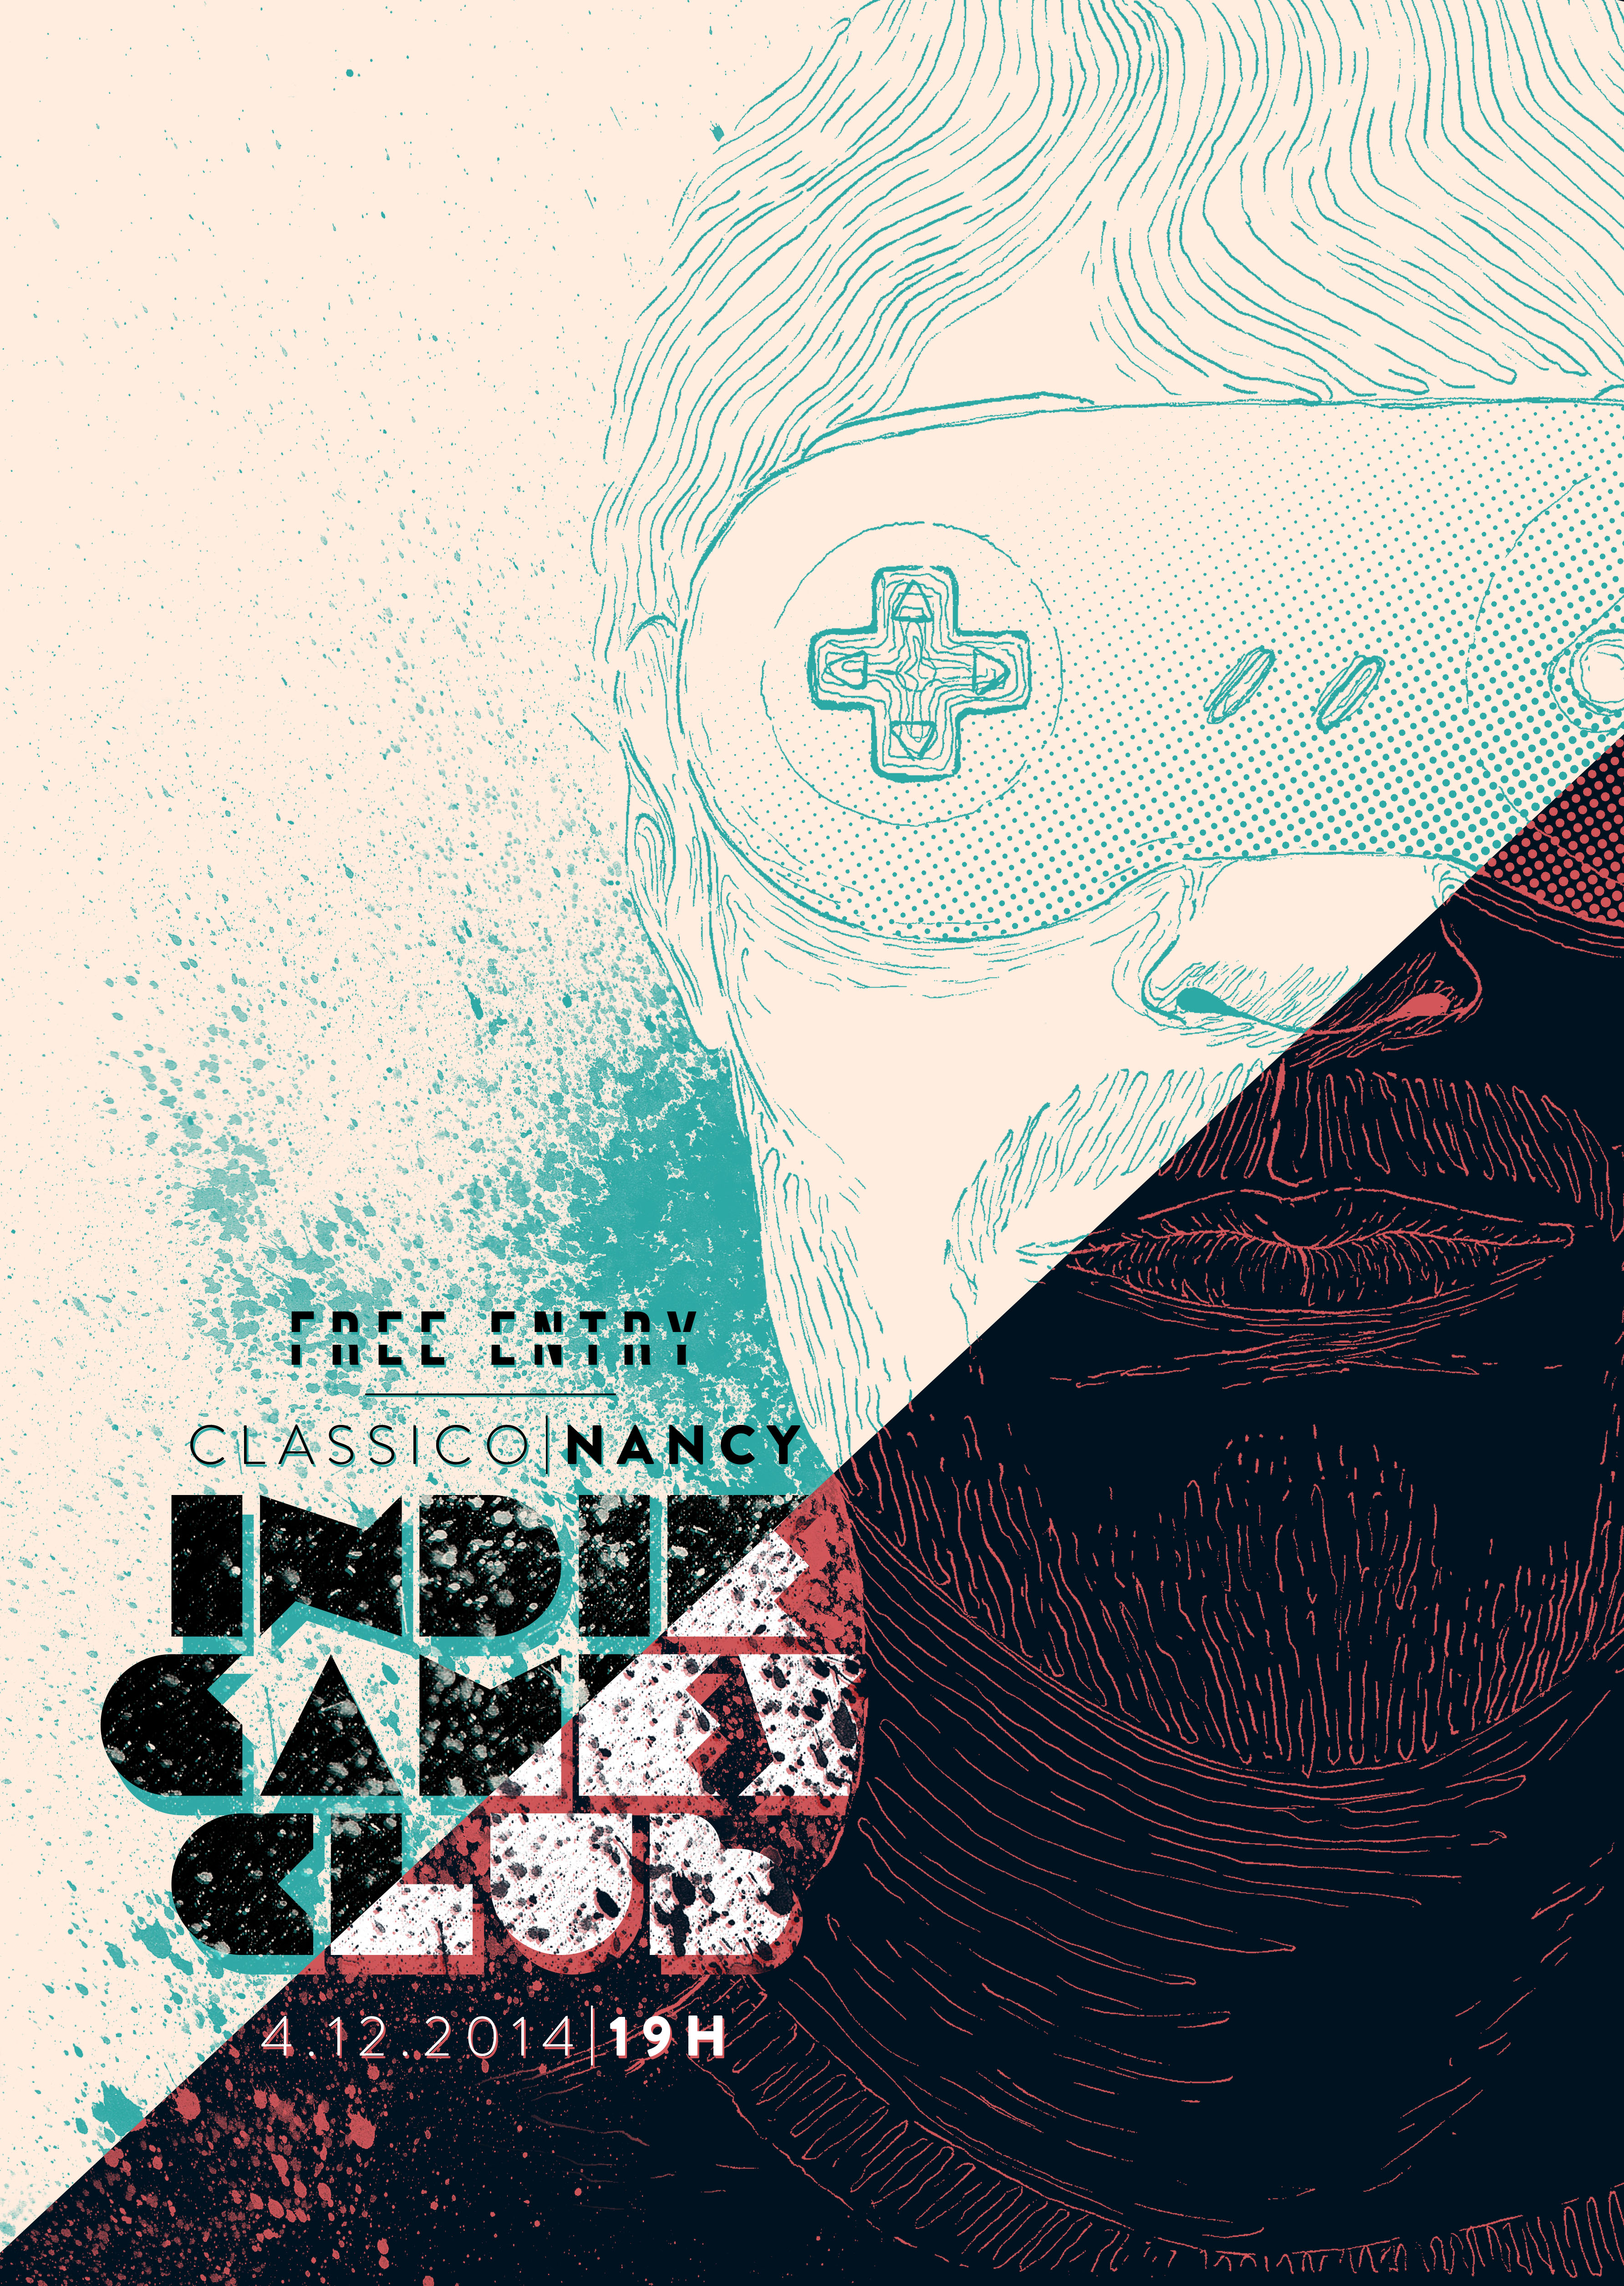 FREE ENTRY
CLASSICO|NANCY
INDIE
GAMES
CLUB
4.12.2014|19H